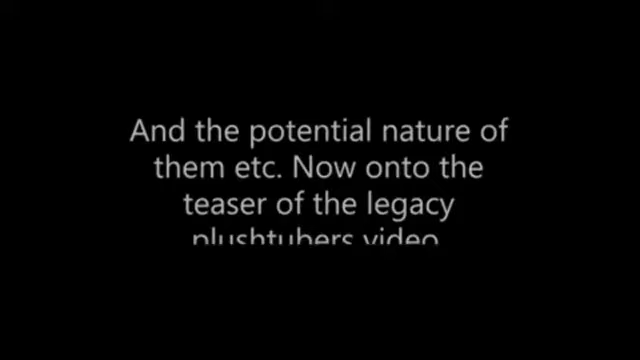 And the potential nature of
them etc. Now onto the
teaser of the legacy
plushtubers video